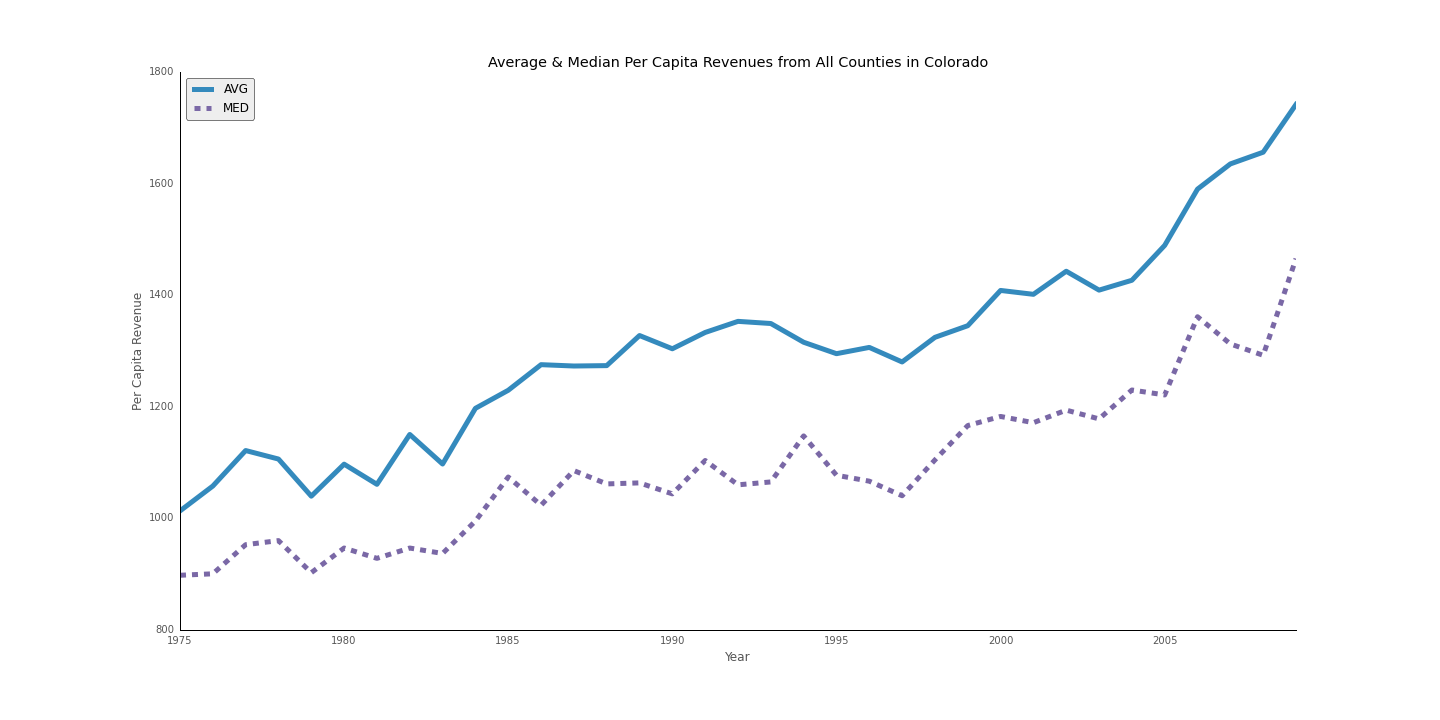 Average & Median Per Capita Revenues from All Counties in Colorado
AVG
MED
Per Capita Revenue
1800
1600
1400
1200
1000
800
1975 1980 1985 1990 1995 2000 2005
Year